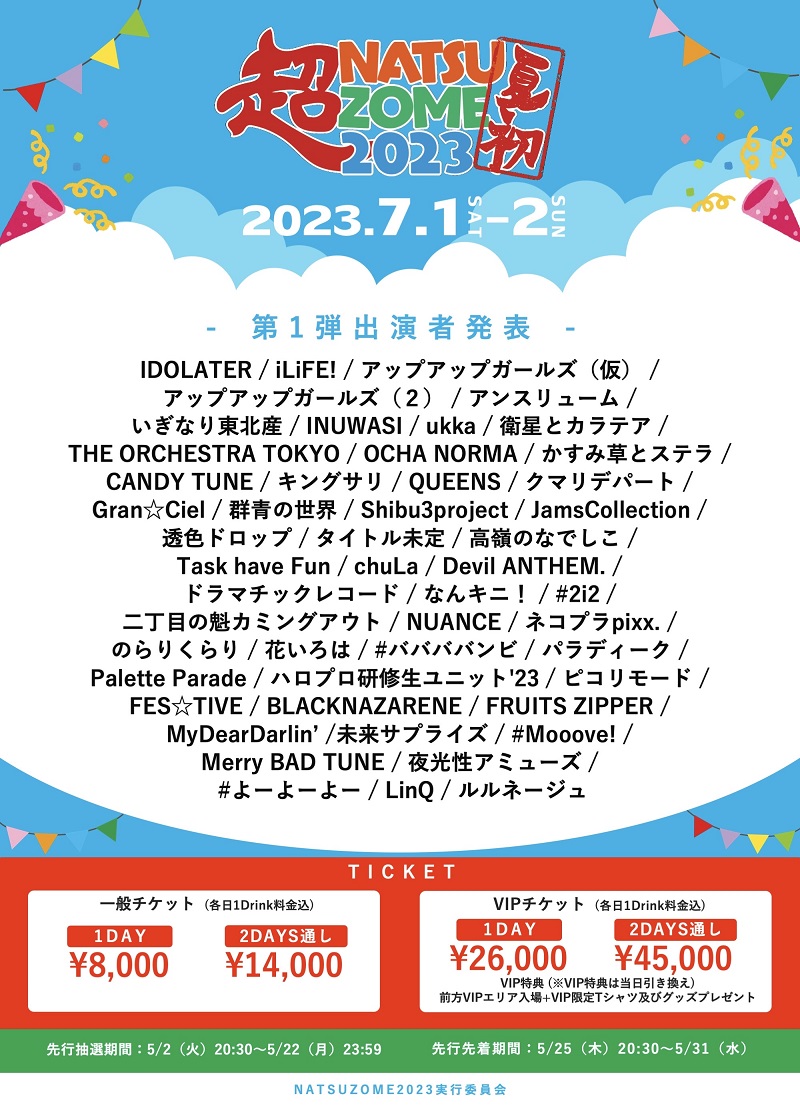 超NATSU
ZOME
2023
夏初
2023.7.1SAT-2SUN
- 第1弾出演者発表 -
IDOLATER / iLiFE! / アップアップガールズ（仮） /
アップアップガールズ（２） / アンスリューム /
いぎなり東北産 / INUWASI / ukka / 衛星とカラテア /
THE ORCHESTRA TOKYO / OCHA NORMA / かすみ草とステラ /
CANDY TUNE / キングサリ / QUEENS / クマリデパート /
Gran☆Ciel / 群青の世界 / Shibu3project / JamsCollection /
透色ドロップ / タイトル未定 / 高嶺のなでしこ /
Task have Fun / chuLa / Devil ANTHEM. /
ドラマチックレコード / なんキニ！ / #2i2 /
二丁目の魁カミングアウト / NUANCE / ネコプラpixx. /
のらりくらり / 花いろは / #ババババンビ / パラディーク /
Palette Parade / ハロプロ研修生ユニット'23 / ピコリモード /
FES☆TIVE / BLACKNAZARENE / FRUITS ZIPPER /
MyDearDarlin’ /未来サプライズ / #Mooove! /
Merry BAD TUNE / 夜光性アミューズ /
#よーよーよー / LinQ / ルルネージュ
TICKET
一般チケット （各日1Drink料金込）
1DAY 2DAYS通し
¥8,000 ¥14,000
VIPチケット （各日1Drink料金込）
1DAY 2DAYS通し
¥26,000 ¥45,000
VIP特典（※VIP特典は当日引き換え）
前方VIPエリア入場+VIP限定Tシャツ及びグッズプレゼント
先行抽選期間：5/2（火）20:30〜5/22（月）23:59
先行先着期間：5/25（木）20:30〜5/31（水）
NATSUZOME2023実行委員会